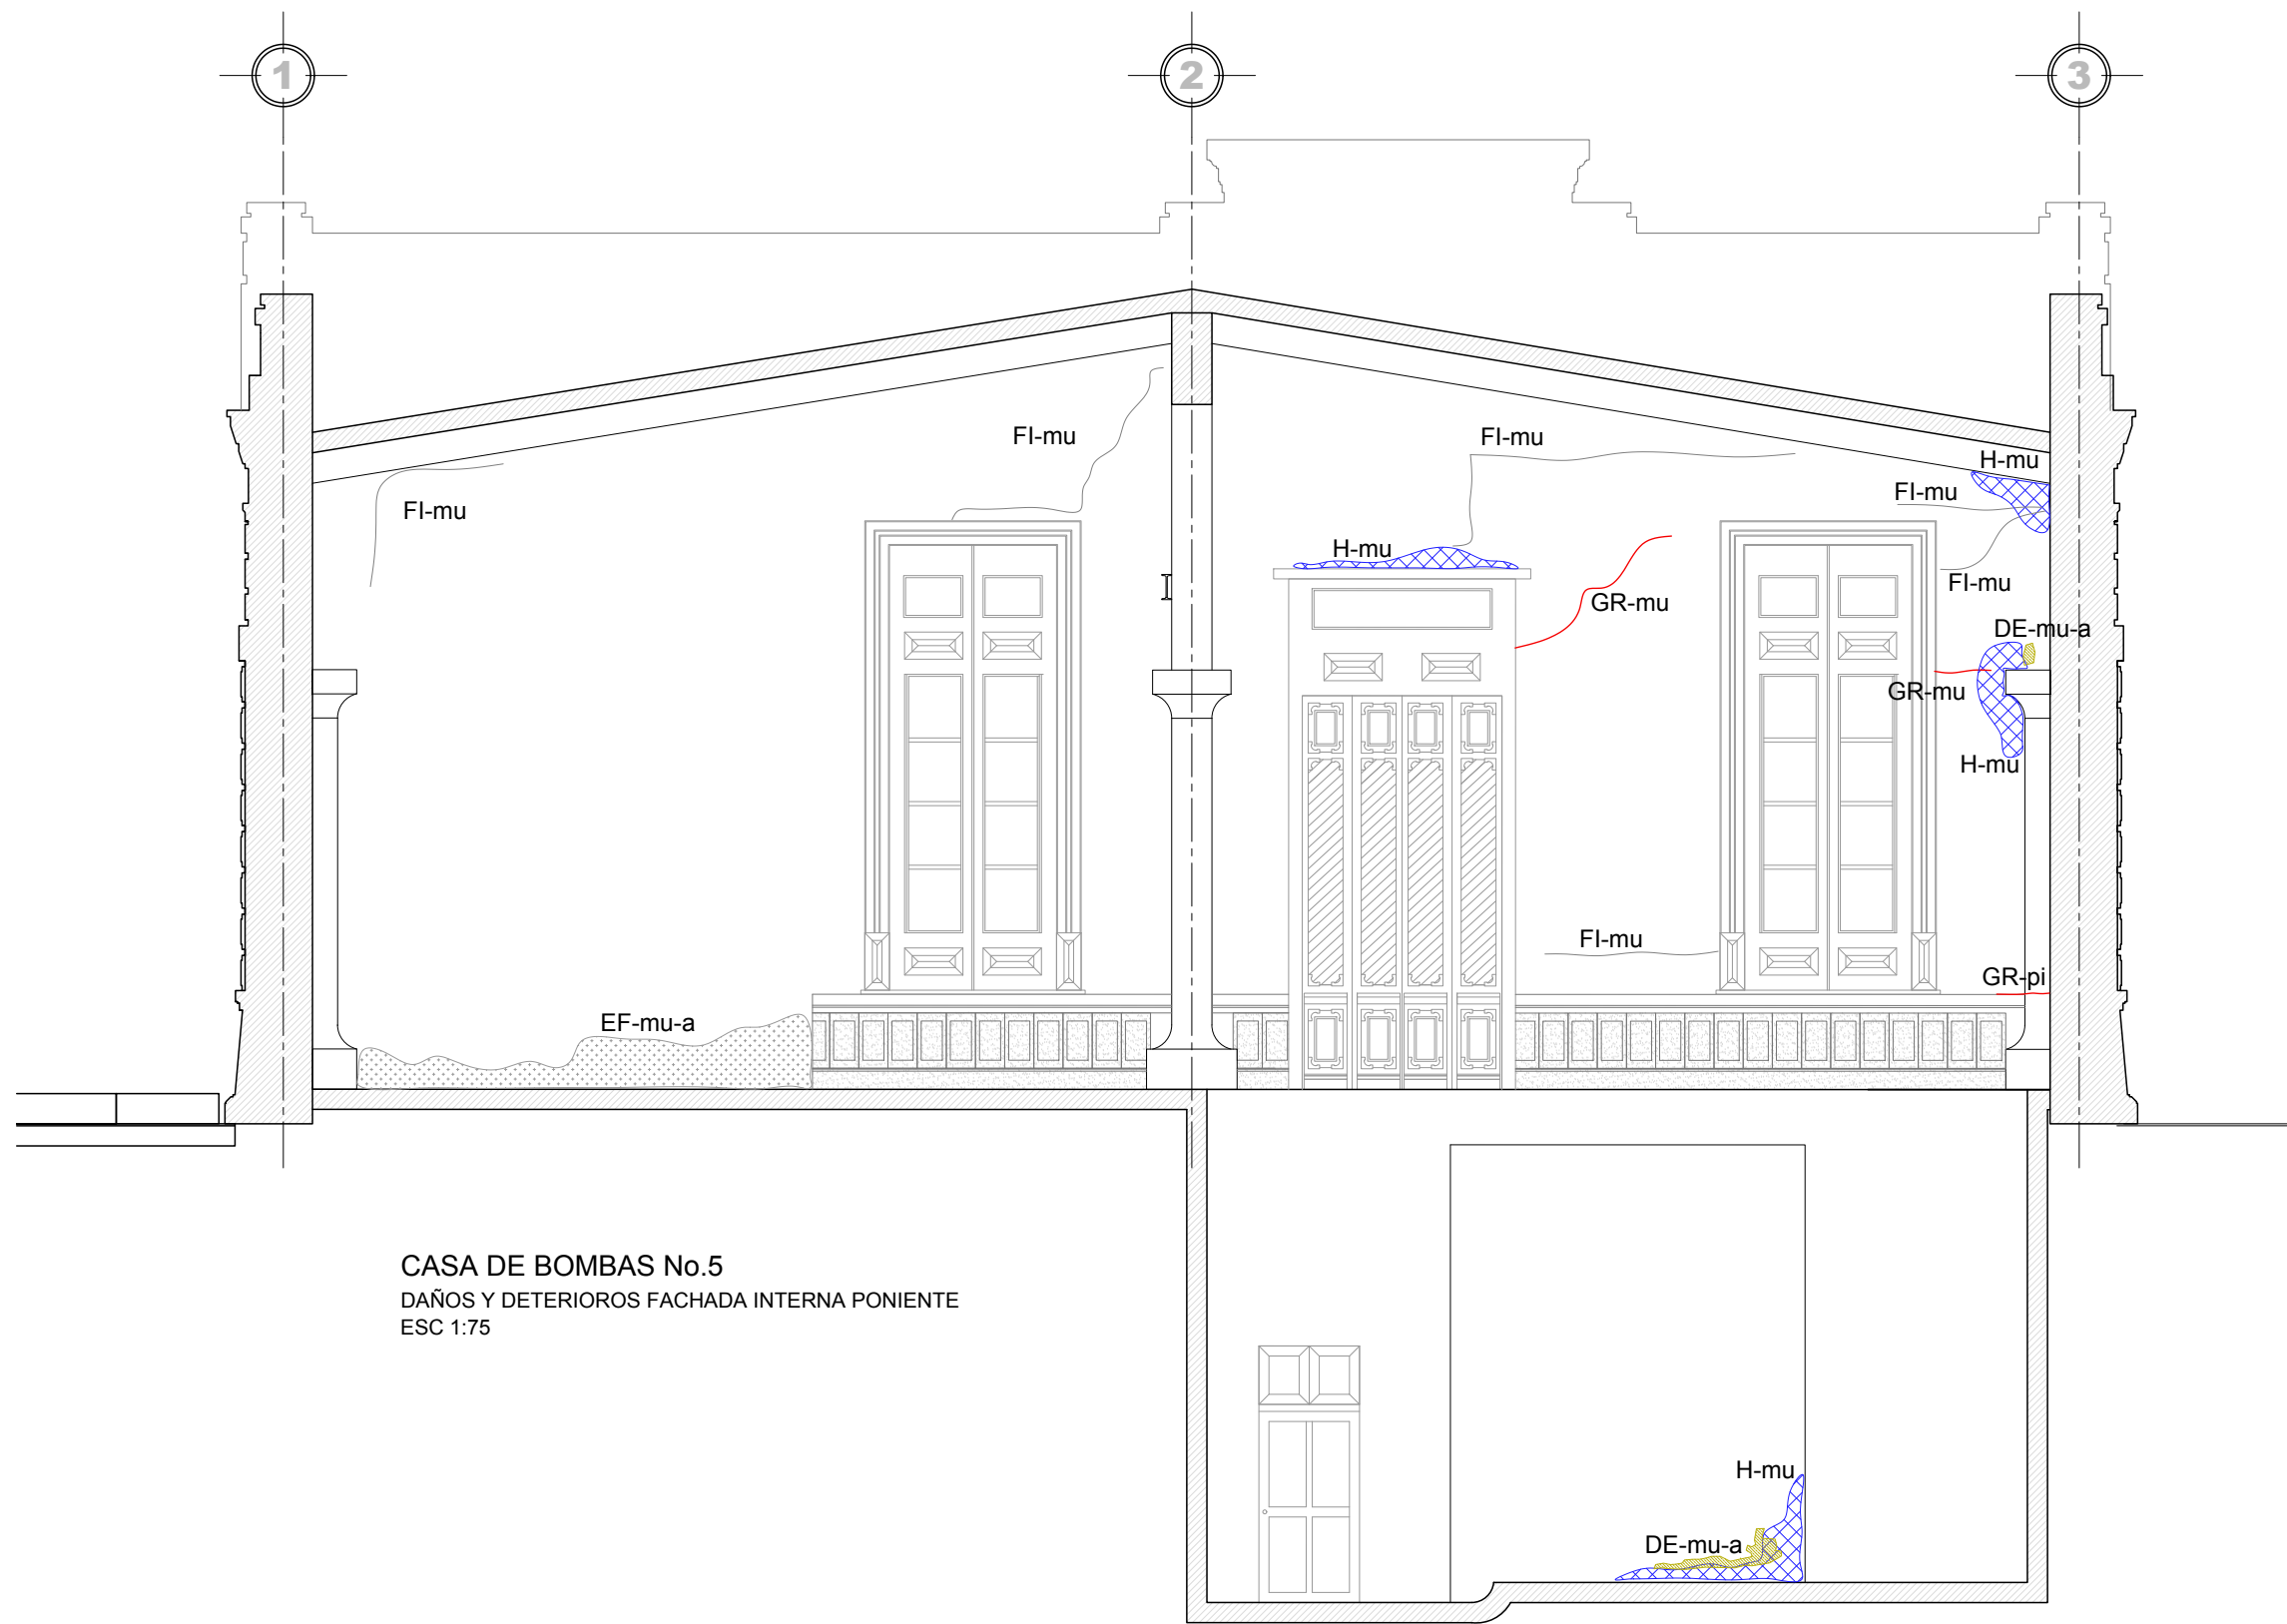 1
2
3
FI-mu
FI-mu
H-mu
FI-mu
FI-mu
H-mu
FI-mu
GR-mu
DE-mu-a
GR-mu
H-mu
FI-mu
GR-pi
EF-mu-a
CASA DE BOMBAS No.5
DAÑOS Y DETERIOROS FACHADA INTERNA PONIENTE
ESC 1:75
H-mu
DE-mu-a